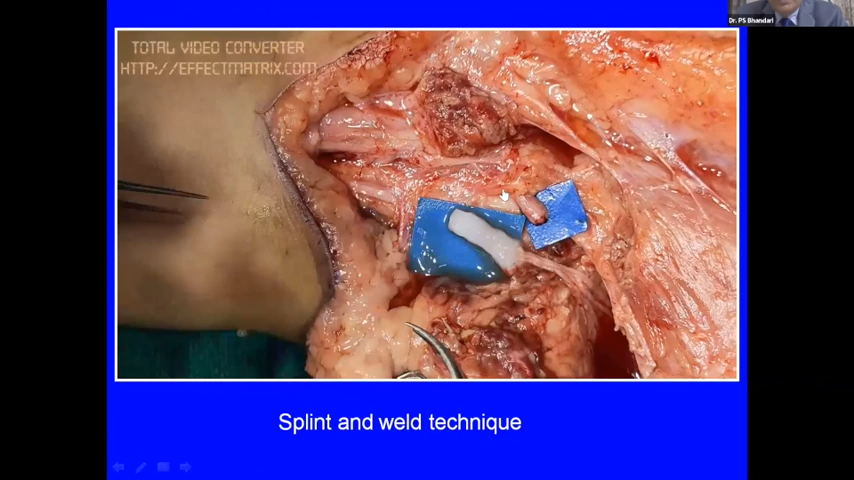 Dr. PS Bhandari
TOTAL VIDEO CONVERTER
HTTP://EFFECTMATRIX.COM
Splint and weld technique